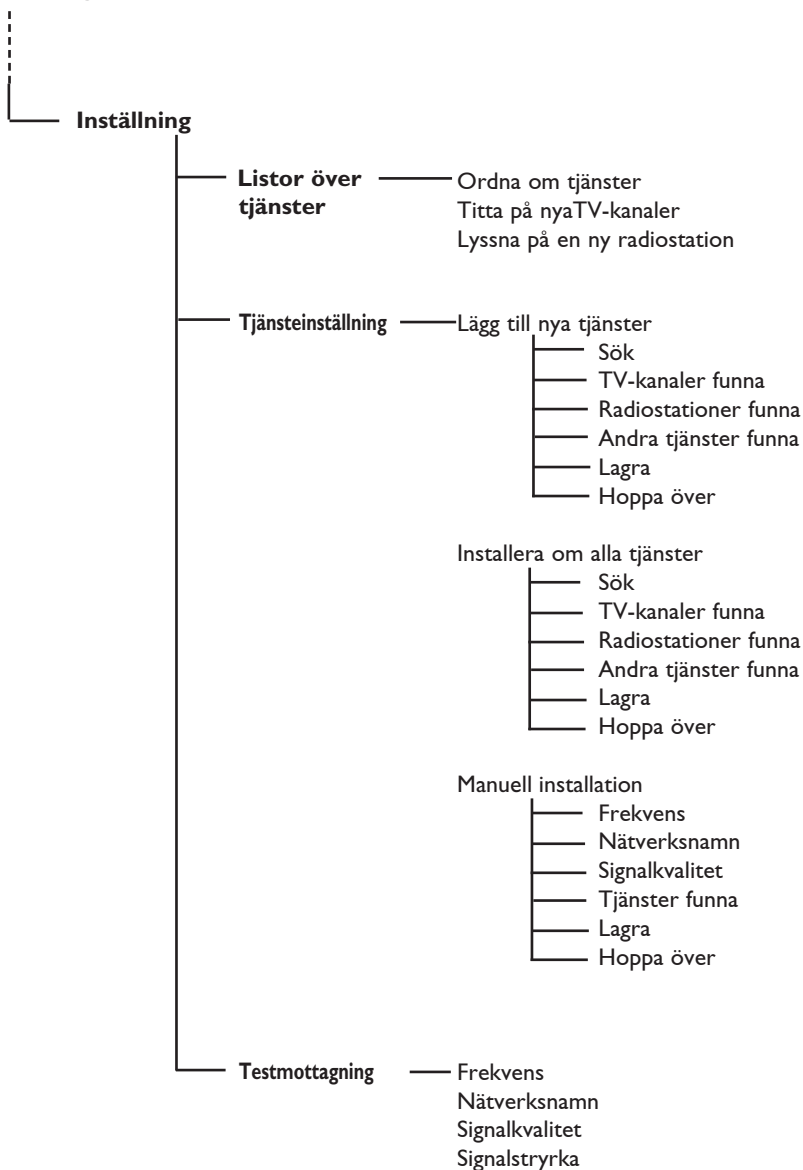 Inställning
Listor över
tjänster
Ordna om tjänster
Titta på nyaTV-kanaler
Lyssna på en ny radiostation
Tjänsteinställning
Lägg till nya tjänster
Sök
TV-kanaler funna
Radiostationer funna
Andra tjänster funna
Lagra
Hoppa över
Installera om alla tjänster
Sök
TV-kanaler funna
Radiostationer funna
Andra tjänster funna
Lagra
Hoppa över
Manuell installation
Frekvens
Nätverksnamn
Signalkvalitet
Tjänster funna
Lagra
Hoppa över
Testmottagning
Frekvens
Nätverksnamn
Signalkvalitet
Signalstryrka